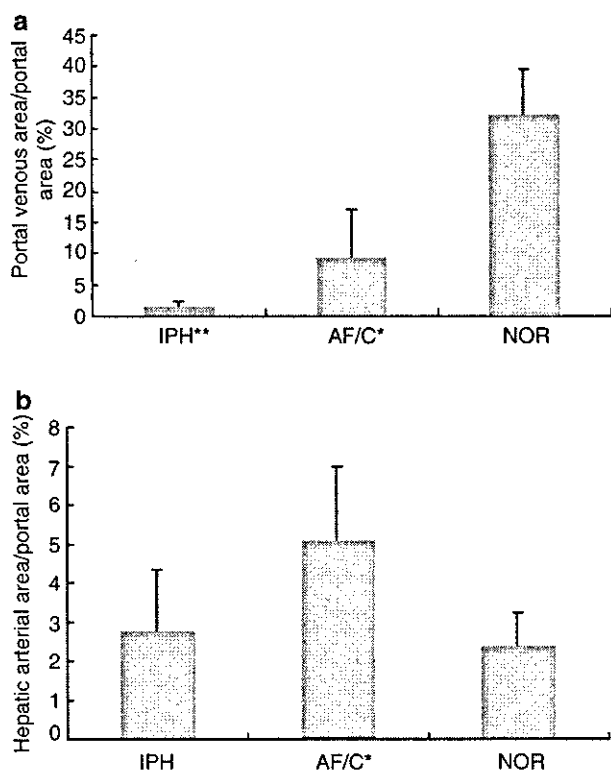 a
Portal venous area/portal
area (%)
45
40
35
30
25
20
15
10
5
0
IPH** AF/C* NOR
b
Hepatic arterial area/portal area (%)
8
7
6
5
4
3
2
1
0
IPH AF/C* NOR